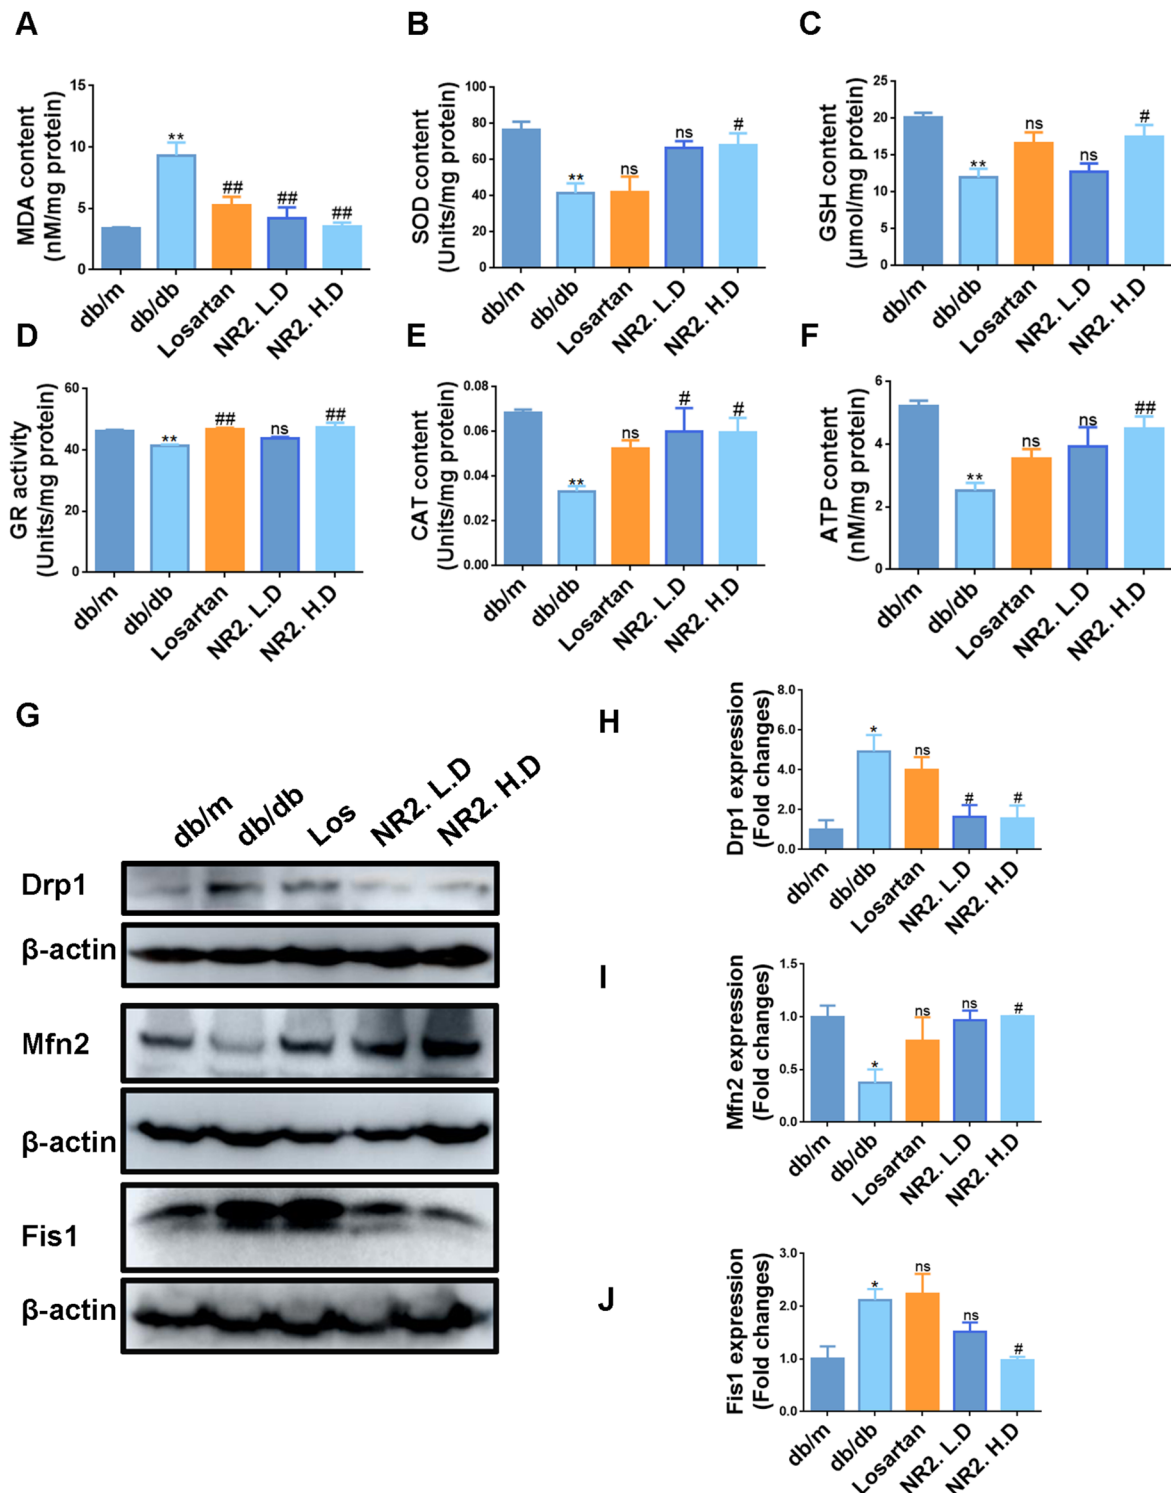 A
B
C
MDA content
(nM/mg protein)
15
10
5
0
**
##
##
##
db/m
db/db
Losartan
NR2. L.D
NR2. H.D
SOD content
(Units/mg protein)
100
80
60
40
20
0
**
ns
ns
#
db/m
db/db
Losartan
NR2. L.D
NR2. H.D
GSH content
(μmol/mg protein)
25
20
15
10
5
0
**
ns
ns
#
db/m
db/db
Losartan
NR2. L.D
NR2. H.D
D
E
F
GR activity
(Units/mg protein)
60
40
20
0
**
##
ns
##
db/m
db/db
Losartan
NR2. L.D
NR2. H.D
CAT content
(Units/mg protein)
0.08
0.06
0.04
0.02
0.00
**
ns
#
#
db/m
db/db
Losartan
NR2. L.D
NR2. H.D
ATP content
(nM/mg protein)
6
4
2
0
**
ns
ns
##
db/m
db/db
Losartan
NR2. L.D
NR2. H.D
G
db/m
db/db
Los
NR2. L.D
NR2. H.D
Drp1
β-actin
Mfn2
β-actin
Fis1
β-actin
H
Drp1 expression
(Fold changes)
8.0
6.0
4.0
2.0
0.0
*
ns
#
#
db/m
db/db
Losartan
NR2. L.D
NR2. H.D
I
Mfn2 expression
(Fold changes)
1.5
1.0
0.5
0.0
*
ns
ns
#
db/m
db/db
Losartan
NR2. L.D
NR2. H.D
J
Fis1 expression
(Fold changes)
3.0
2.0
1.0
0.0
*
ns
ns
#
db/m
db/db
Losartan
NR2. L.D
NR2. H.D